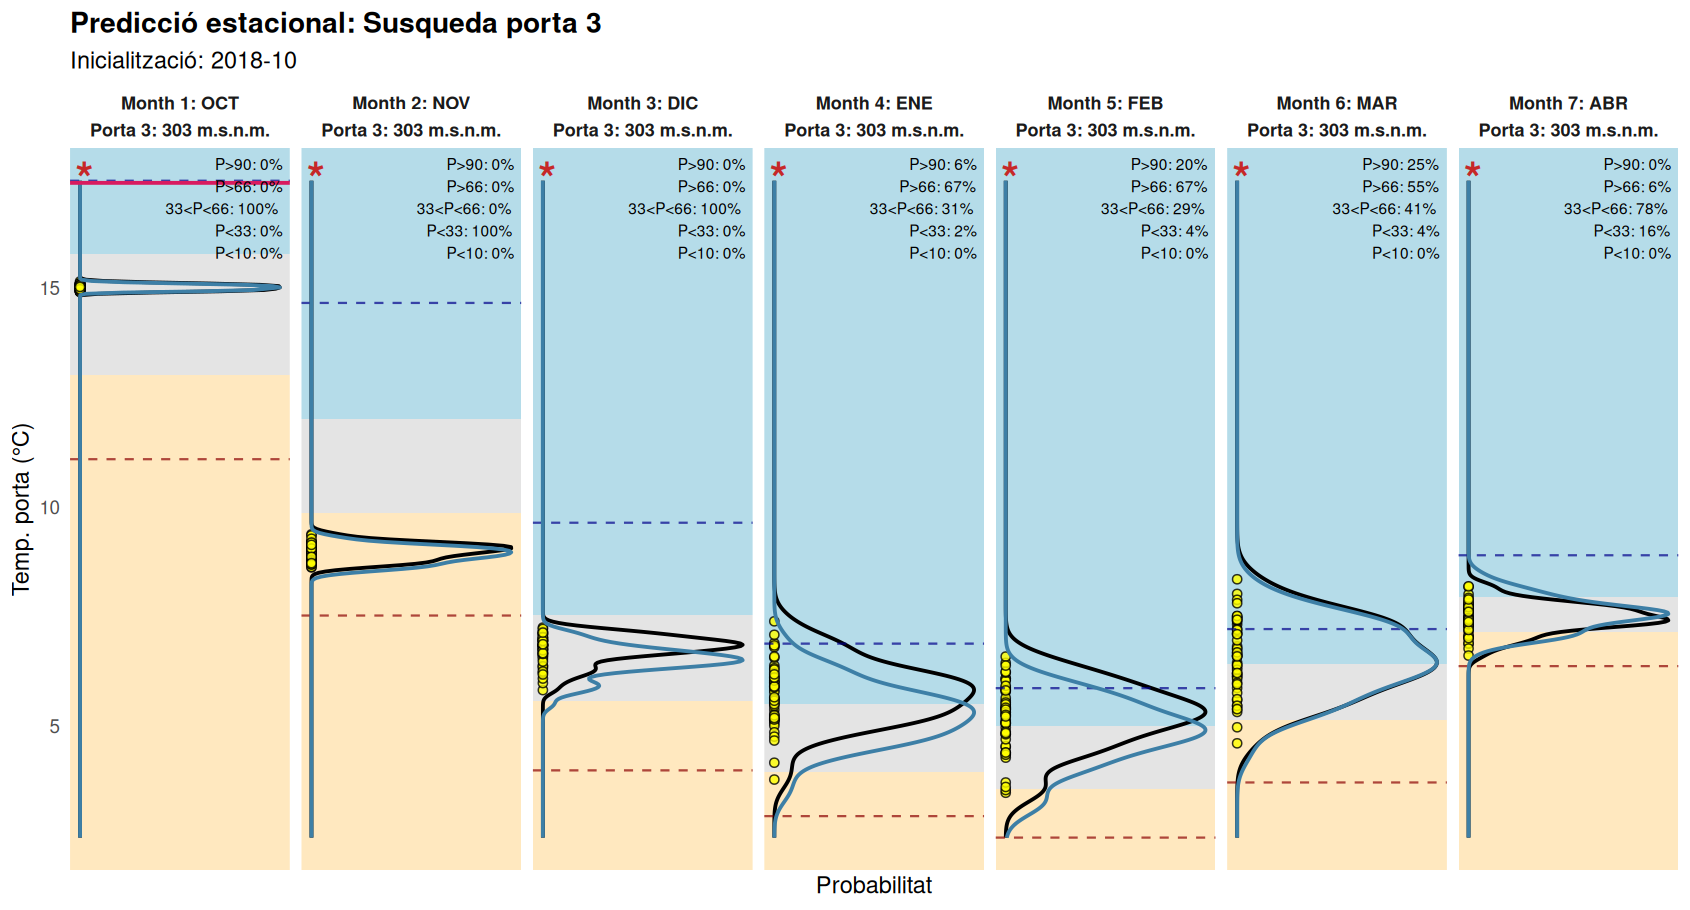 Predicció estacional: Susqueda porta 3
Inicialització: 2018-10
Month 1: OCT
Porta 3: 303 m.s.n.m.
Month 2: NOV
Porta 3: 303 m.s.n.m.
Month 3: DIC
Porta 3: 303 m.s.n.m.
Month 4: ENE
Porta 3: 303 m.s.n.m.
Month 5: FEB
Porta 3: 303 m.s.n.m.
Month 6: MAR
Porta 3: 303 m.s.n.m.
Month 7: ABR
Porta 3: 303 m.s.n.m.
*
P>90: 0%
P>66: 0%
33<P<66: 100%
P<33: 0%
P<10: 0%
*
P>90: 0%
P>66: 0%
33<P<66: 0%
P<33: 100%
P<10: 0%
*
P>90: 0%
P>66: 0%
33<P<66: 100%
P<33: 0%
P<10: 0%
*
P>90: 6%
P>66: 67%
33<P<66: 31%
P<33: 2%
P<10: 0%
*
P>90: 20%
P>66: 67%
33<P<66: 29%
P<33: 4%
P<10: 0%
*
P>90: 25%
P>66: 55%
33<P<66: 41%
P<33: 4%
P<10: 0%
*
P>90: 0%
P>66: 6%
33<P<66: 78%
P<33: 16%
P<10: 0%
Temp. porta (°C)
15
10
5
Probabilitat